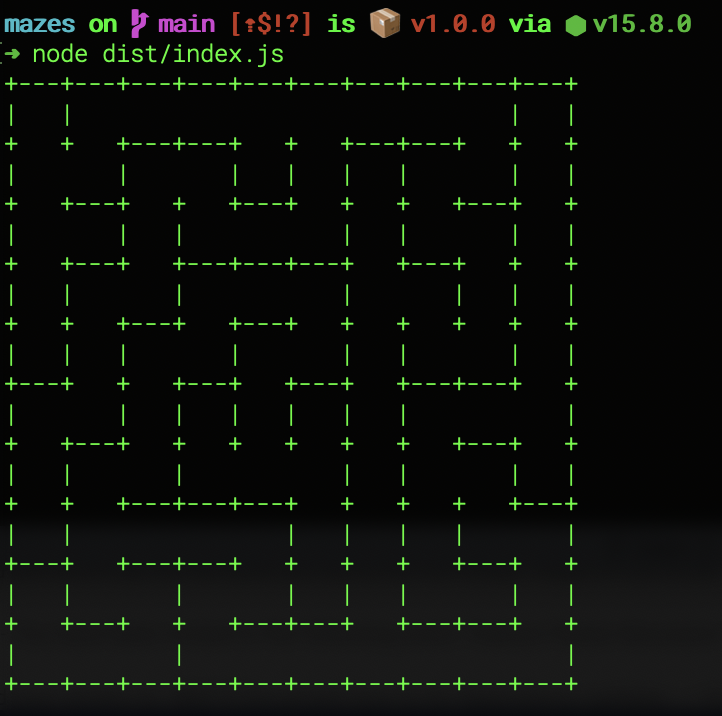 mazes on main [⇡$!?] is 📦 v1.0.0 via ⬢ v15.8.0
➜ node dist/index.js
+---+---+---+---+---+---+---+---+---+---+
|   |                               |   |
+   +   +---+---+   +   +---+---+   +   +
|       |       |   |   |   |       |   |
+   +---+   +   +---+   +   +   +---+   +
|       |   |           |           |   |
+   +---+   +---+---+---+   +---+   +   +
|   |       |           |       |   |   |
+   +   +---+   +---+   +   +   +   +   +
|   |   |       |           |       |   |
+---+   +   +---+   +---+   +---+---+   +
|       |   |   |   |   |   |           |
+   +---+   +   +   +   +   +   +---+   +
|   |       |           |   |       |   |
+   +   +---+---+---+   +   +   +   +---+
|   |               |   |   |   |       |
+---+   +---+---+   +   +   +   +---+   +
|   |       |       |   |   |       |   |
+   +---+   +   +---+---+   +---+---+   +
|           |                           |
+---+---+---+---+---+---+---+---+---+---+